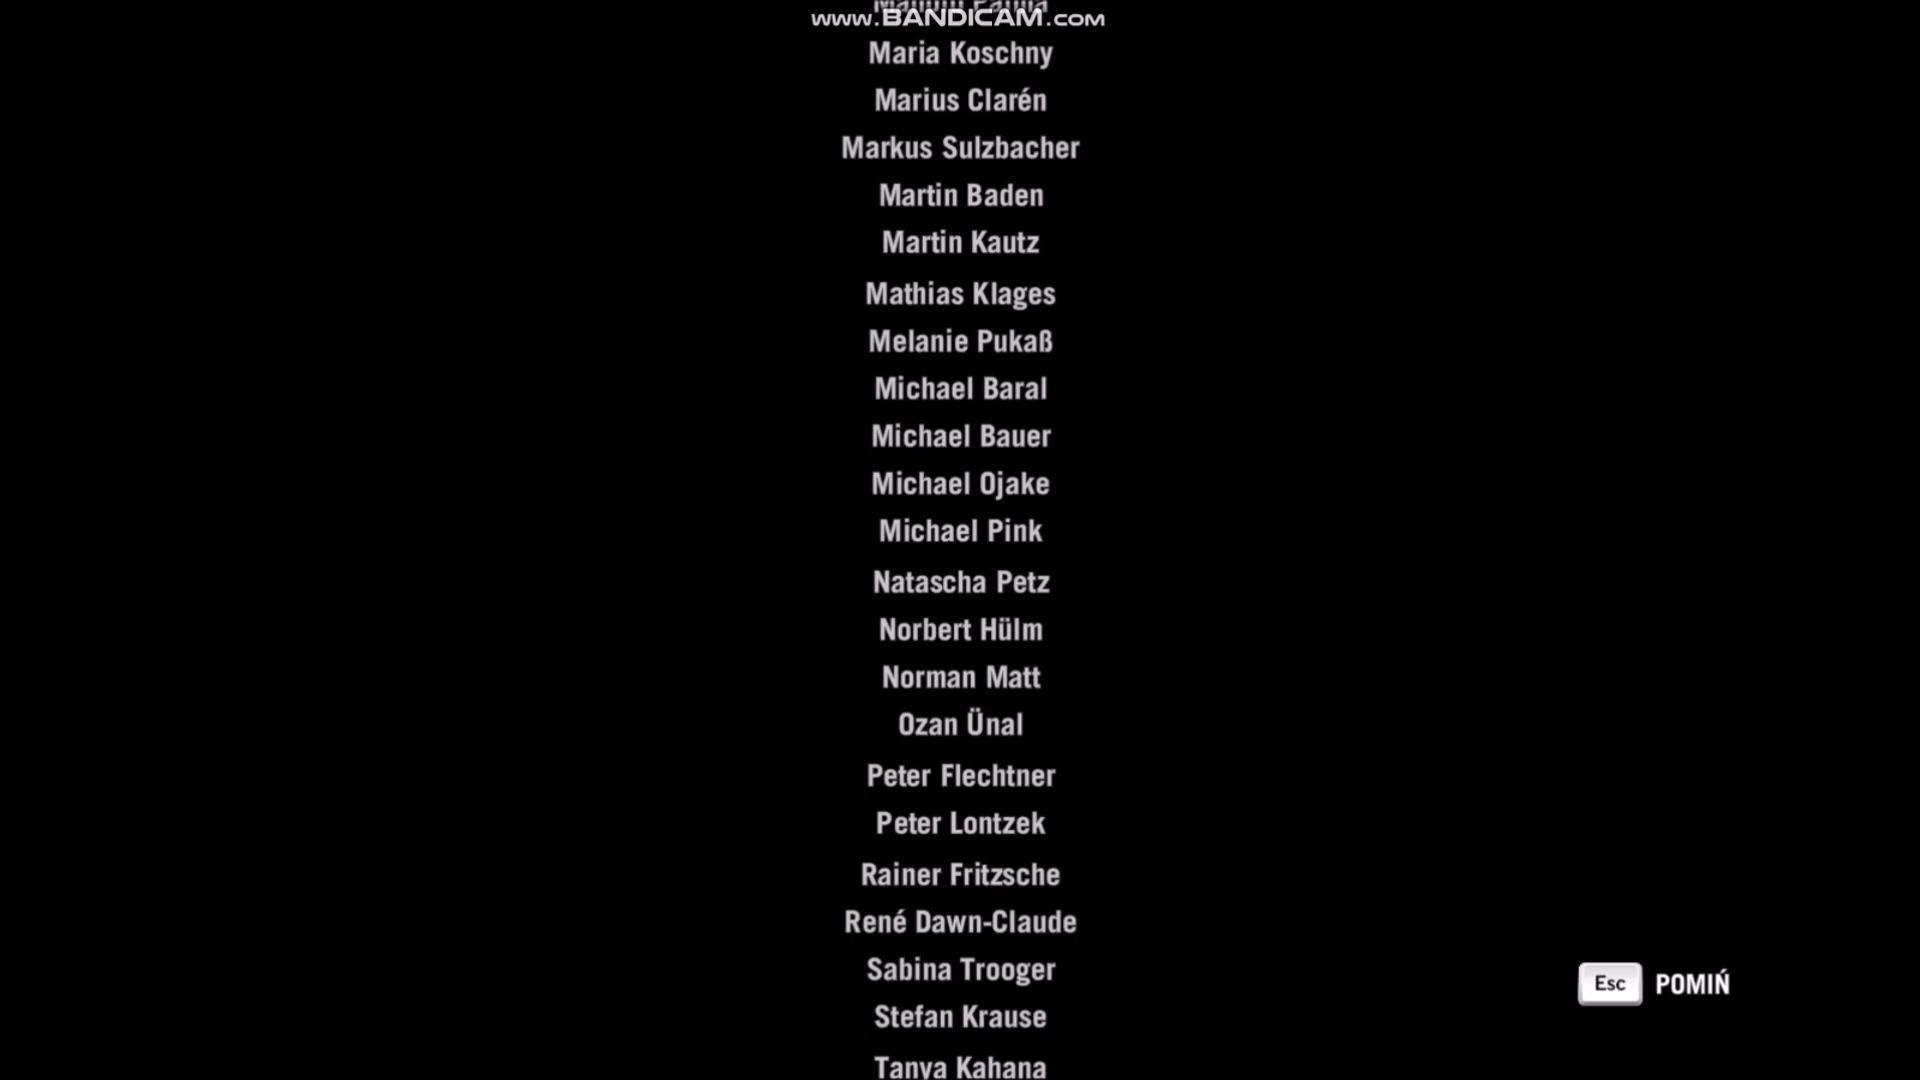 www.BANDICAM.com
Maria Koschny
Marius Clarén
Markus Sulzbacher
Martin Baden
Martin Kautz
Mathias Klages
Melanie Pukaß
Michael Baral
Michael Bauer
Michael Ojake
Michael Pink
Natascha Petz
Norbert Hülm
Norman Matt
Ozan Ünal
Peter Flechtner
Peter Lontzek
Rainer Fritzsche
René Dawn-Claude
Sabina Trooger
Stefan Krause
Esc POMIŃ
Tanya Kahana